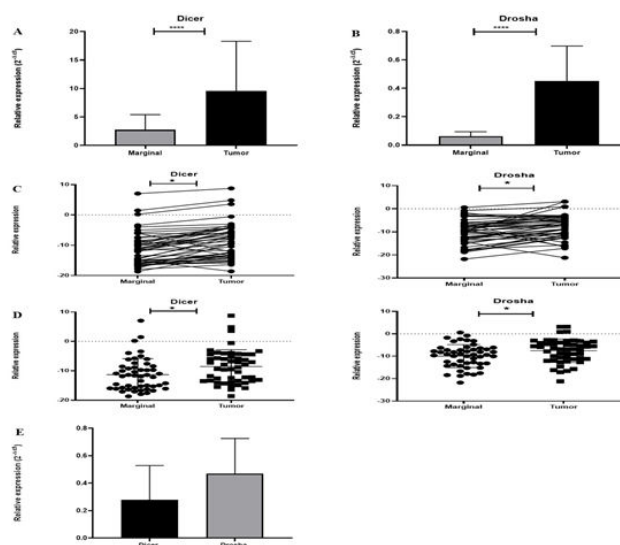 A
Dicer
****
Relative expression (2^-Δct)
20
15
10
5
0
Marginal Tumor
B
Drosha
****
Relative expression (2^-Δct)
0.8
0.6
0.4
0.2
0.0
Marginal Tumor
C
Dicer
*
Relative expression
10
0
-10
-20
Marginal Tumor
Drosha
*
Relative expression
10
0
-10
-20
-30
Marginal Tumor
D
Dicer
*
Relative expression
10
0
-10
-20
Marginal Tumor
Drosha
*
Relative expression
10
0
-10
-20
-30
Marginal Tumor
E
Relative expression (2^-Δct)
0.8
0.6
0.4
0.2
0.0
Dicer Drosha